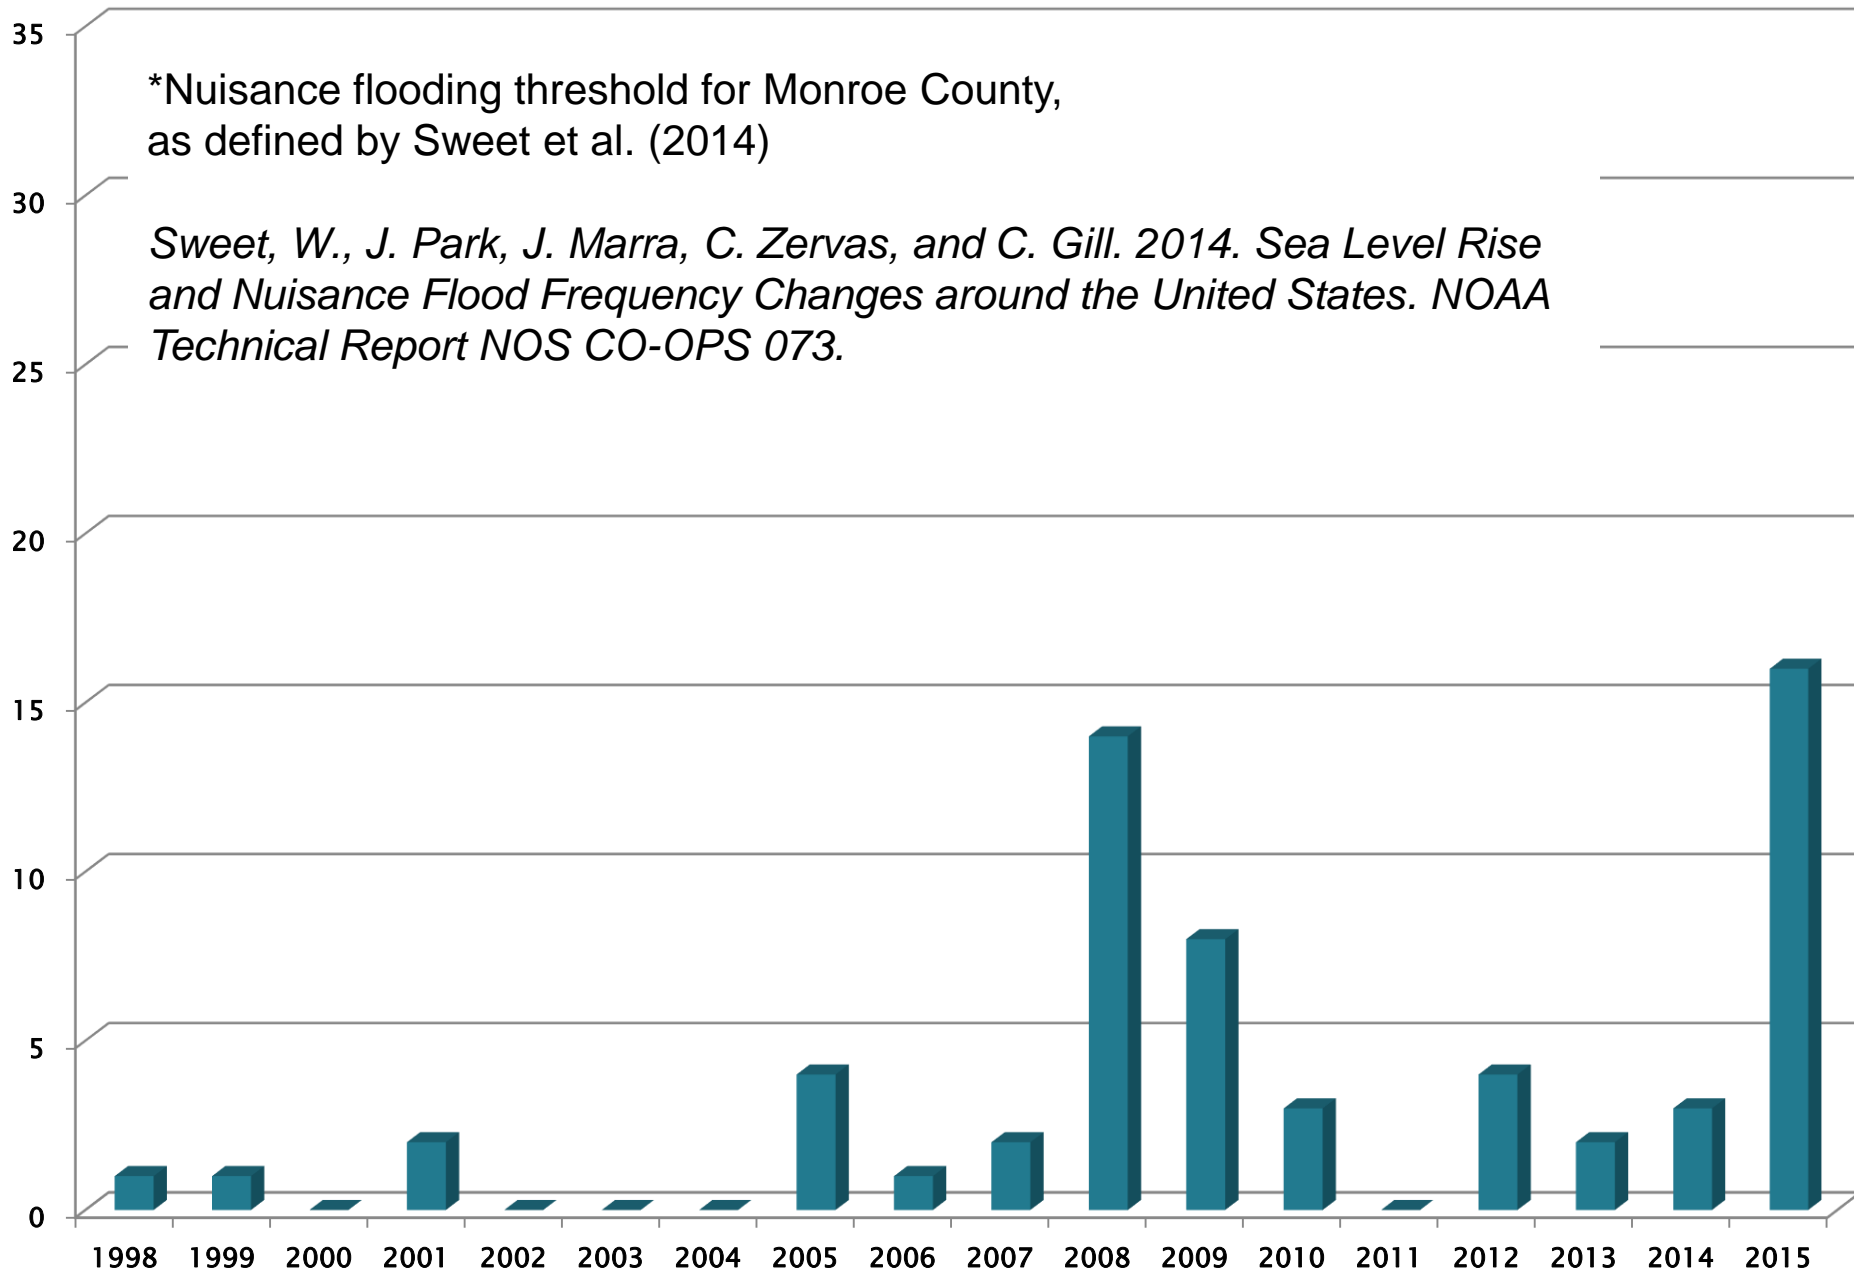 35
*Nuisance flooding threshold for Monroe County,
as defined by Sweet et al. (2014)
30
Sweet, W., J. Park, J. Marra, C. Zervas, and C. Gill. 2014. Sea Level Rise
and Nuisance Flood Frequency Changes around the United States. NOAA
Technical Report NOS CO-OPS 073.
25
20
15
10
5
0
1998 1999 2000 2001 2002 2003 2004 2005 2006 2007 2008 2009 2010 2011 2012 2013 2014 2015